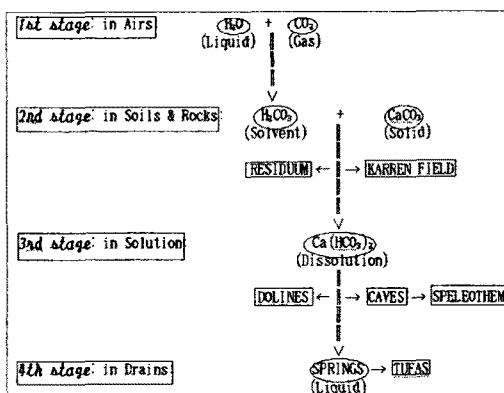 1st stage: in Airs H₂O + CO₂
(Liquid) (Gas)
2nd stage: in Soils & Rocks: H₂CO₃ + CaCO₃
(Solvent) (Solid)
RESIDUUM ← → KARREN FIELD
3rd stage: in Solution: Ca(HCO₃)₂
(Dissolution)
DOLINES ← → CAVES → SPELEOTHEM
4th stage: in Drains: SPRINGS → TUFAS
(Liquid)